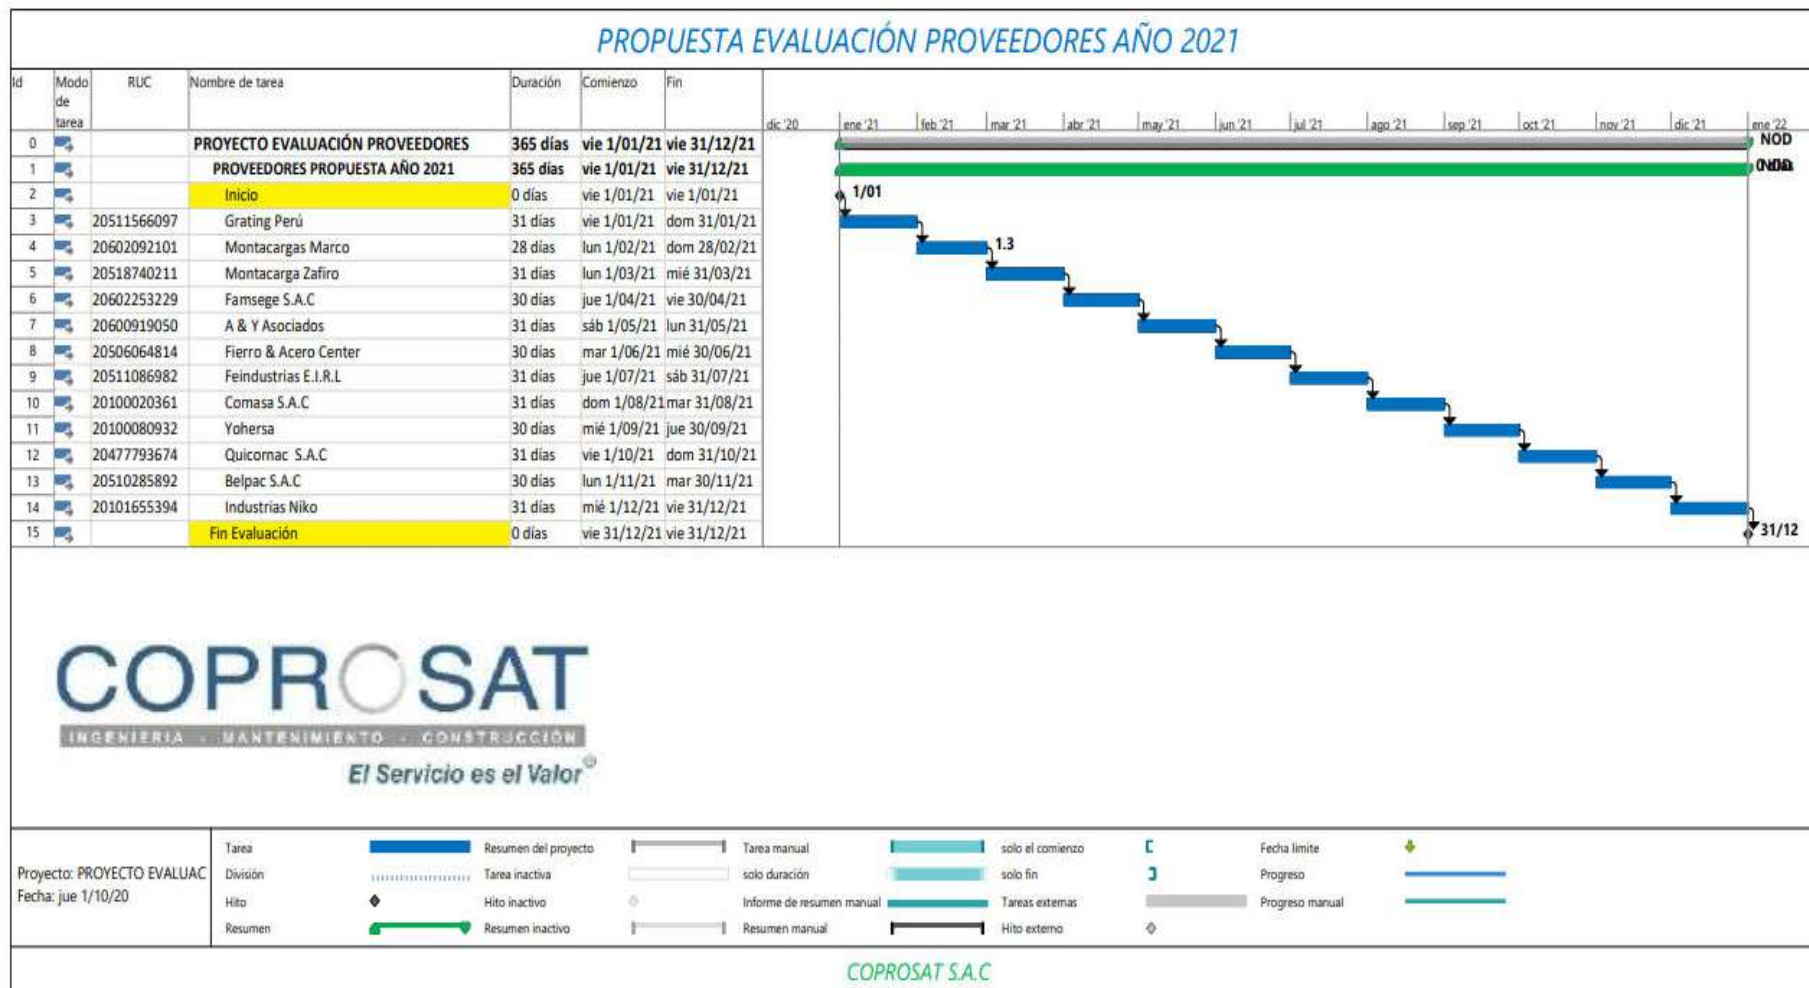 PROPUESTA EVALUACIÓN PROVEEDORES AÑO 2021
Id Modo de tarea RUC Nombre de tarea Duración Comienzo Fin
dic '20 ene '21 feb '21 mar '21 abr '21 may '21 jun '21 jul '21 ago '21 sep '21 oct '21 nov '21 dic '21 ene '22
0 PROYECTO EVALUACIÓN PROVEEDORES 365 días vie 1/01/21 vie 31/12/21 NOD
1 PROVEEDORES PROPUESTA AÑO 2021 365 días vie 1/01/21 vie 31/12/21
2 Inicio 0 días vie 1/01/21 vie 1/01/21 1/01
3 20511566097 Grating Perú 31 días vie 1/01/21 dom 31/01/21
4 20602092101 Montacargas Marco 28 días lun 1/02/21 dom 28/02/21 1.3
5 20518740211 Montacarga Zafiro 31 días lun 1/03/21 mié 31/03/21
6 20602253229 Famsege S.A.C 30 días jue 1/04/21 vie 30/04/21
7 20600919050 A & Y Asociados 31 días sáb 1/05/21 lun 31/05/21
8 20506064814 Fierro & Acero Center 30 días mar 1/06/21 mié 30/06/21
9 20511086982 Feindustrias E.I.R.L 31 días jue 1/07/21 sáb 31/07/21
10 20100020361 Comasa S.A.C 31 días dom 1/08/21 mar 31/08/21
11 20100080932 Yohersa 30 días mié 1/09/21 jue 30/09/21
12 20477793674 Quicornac S.A.C 31 días vie 1/10/21 dom 31/10/21
13 20510285892 Belpac S.A.C 30 días lun 1/11/21 mar 30/11/21
14 20101655394 Industrias Niko 31 días mié 1/12/21 vie 31/12/21
15 Fin Evaluación 0 días vie 31/12/21 vie 31/12/21 31/12
COPROSAT
INGENIERIA - MANTENIMIENTO - CONSTRUCCIÓN
El Servicio es el Valor®
Proyecto: PROYECTO EVALUAC
Fecha: jue 1/10/20
Tarea Resumen del proyecto Tarea manual solo el comienzo Fecha límite
División Tarea inactiva solo duración solo fin Progreso
Hito Hito inactivo Informe de resumen manual Tareas externas Progreso manual
Resumen Resumen inactivo Resumen manual Hito externo
COPROSAT S.A.C